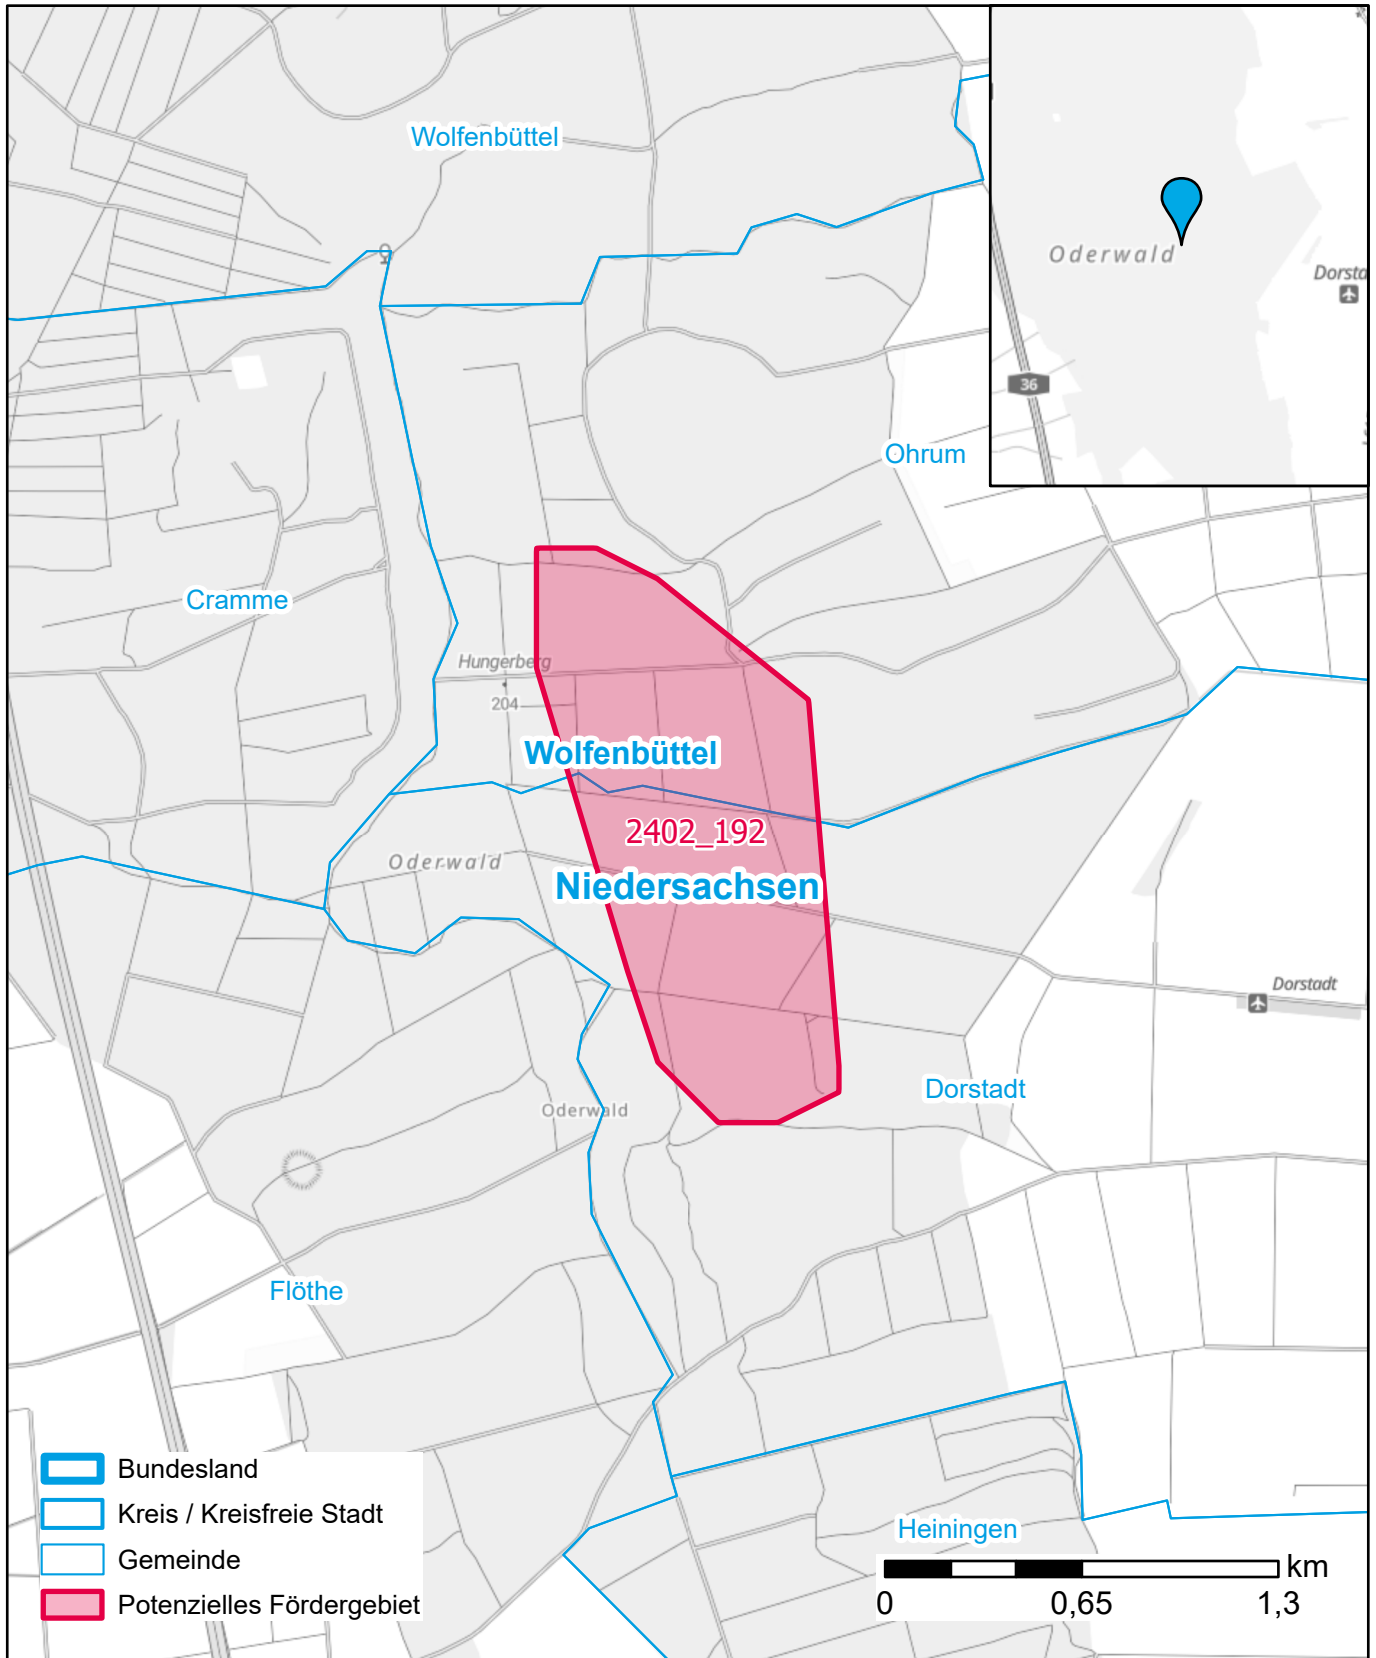 Wolfenbüttel
Oderwald
Dorsta
36
Ohrum
Cramme
Hungerberg
204
Wolfenbüttel
2402_192
Oderwald
Niedersachsen
Dorstadt
Dorstadt
Oderwald
Flöthe
Heiningen
Bundesland
Kreis / Kreisfreie Stadt
Gemeinde
Potenzielles Fördergebiet
km
0 0,65 1,3